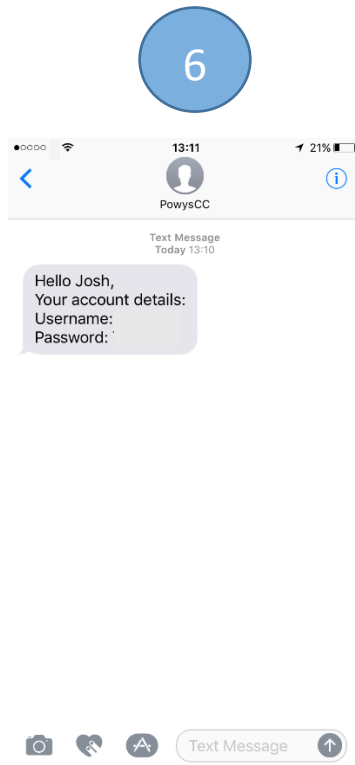 6
13:11
21%
PowysCC
Text Message
Today 13:10
Hello Josh,
Your account details:
Username:
Password:
Text Message